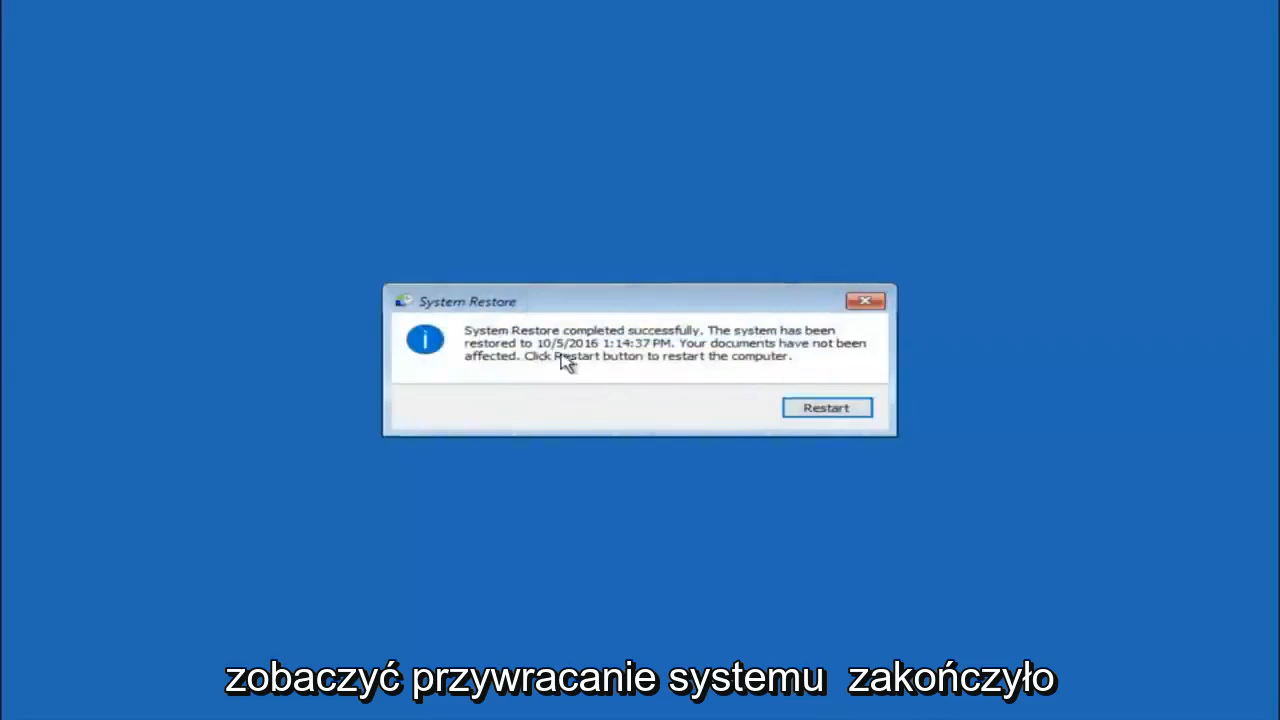 System Restore
System Restore completed successfully. The system has been
restored to 10/5/2016 1:14:37 PM. Your documents have not been
affected. Click Restart button to restart the computer.
Restart
zobaczyć przywracanie systemu zakończyło